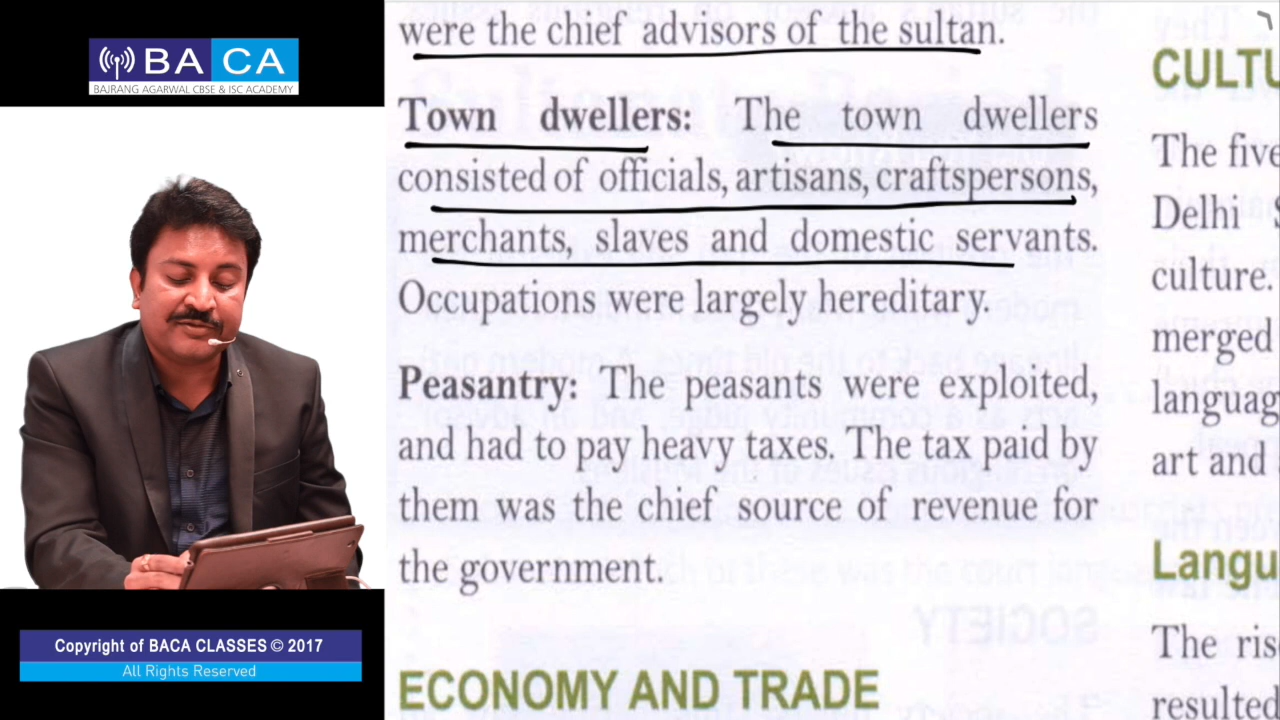 BA CA
BAJRANG AGARWAL CBSE & ISC ACADEMY
Copyright of BACA CLASSES © 2017
All Rights Reserved
were the chief advisors of the sultan.
Town dwellers: The town dwellers
consisted of officials, artisans, craftspersons,
merchants, slaves and domestic servants.
Occupations were largely hereditary.
Peasantry: The peasants were exploited,
and had to pay heavy taxes. The tax paid by
them was the chief source of revenue for
the government.
ECONOMY AND TRADE
CULTU
The five
Delhi
culture.
merged
languag
art and
Langu
The ris
resulted